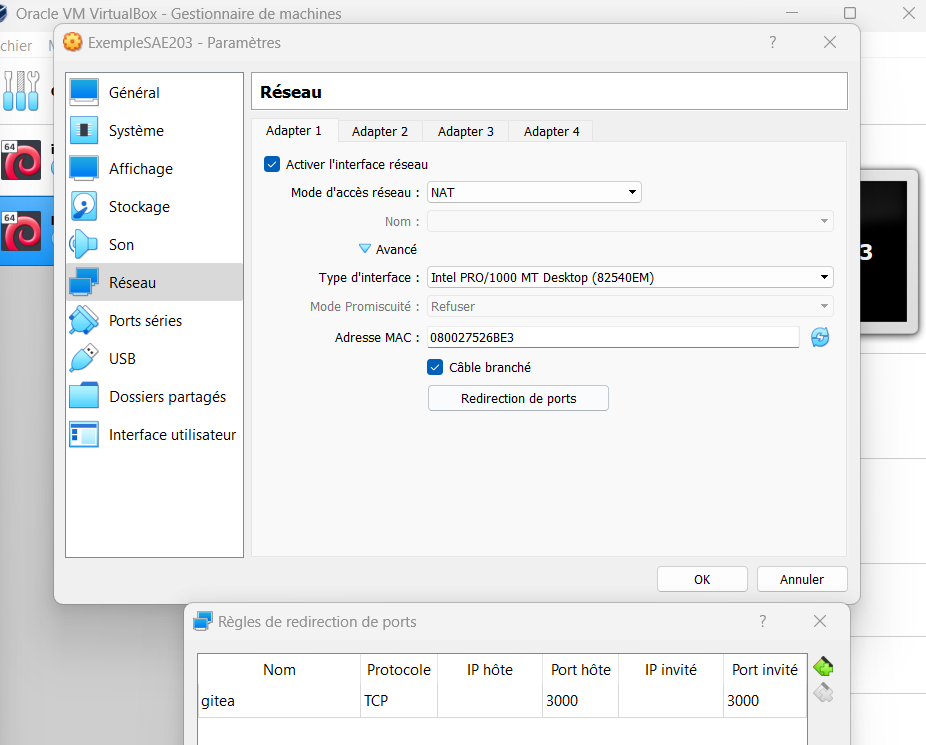 Oracle VM VirtualBox - Gestionnaire de machines
chier
ExempleSAE203 - Paramètres ?
64
64
3
Général
Système
Affichage
Stockage
Son
Réseau
Ports séries
USB
Dossiers partagés
Interface utilisateur
Réseau
Adapter 1 Adapter 2 Adapter 3 Adapter 4
Activer l'interface réseau
Mode d'accès réseau : NAT
Nom :
Avancé
Type d'interface : Intel PRO/1000 MT Desktop (82540EM)
Mode Promiscuité : Refuser
Adresse MAC : 080027526BE3
Câble branché
Redirection de ports
OK Annuler
Règles de redirection de ports ?
Nom Protocole IP hôte Port hôte IP invité Port invité
gitea TCP 3000 3000